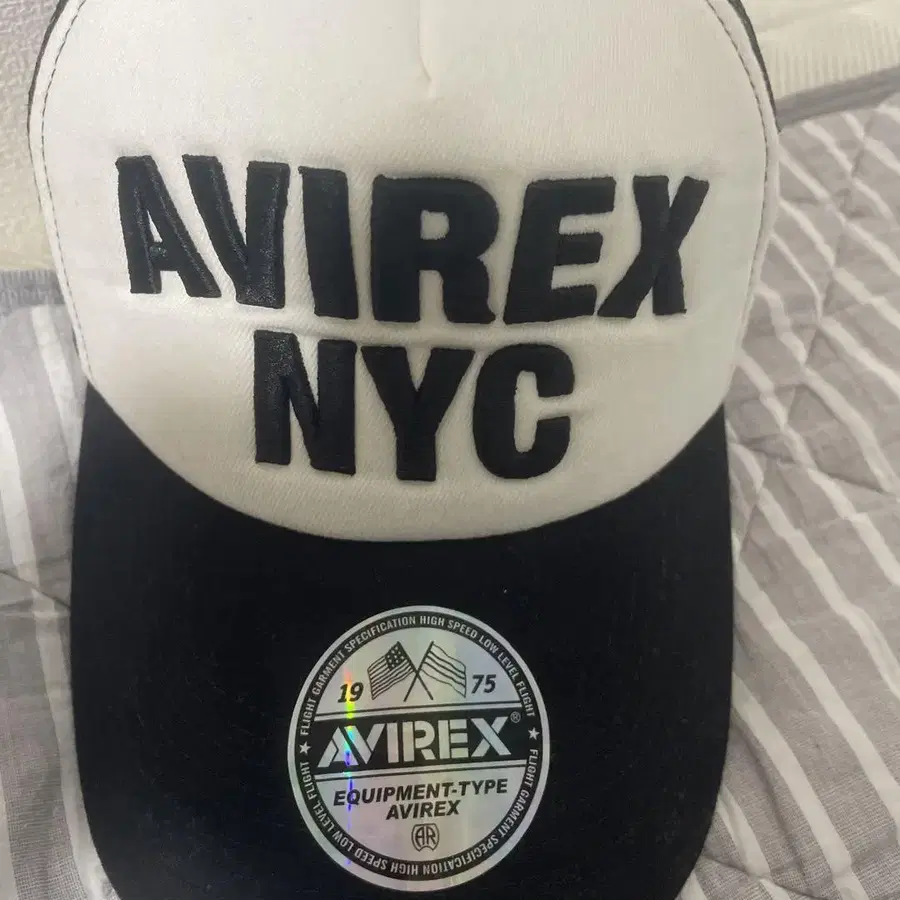 AVIREX
NYC
FLIGHT GARMENT SPECIFICATION HIGH SPEED LOW LEVEL FLIGHT
19 75
AVIREX®
EQUIPMENT-TYPE
AVIREX
AR
FLIGHT GARMENT SPECIFICATION HIGH SPEED LOW LEVEL FLIGHT